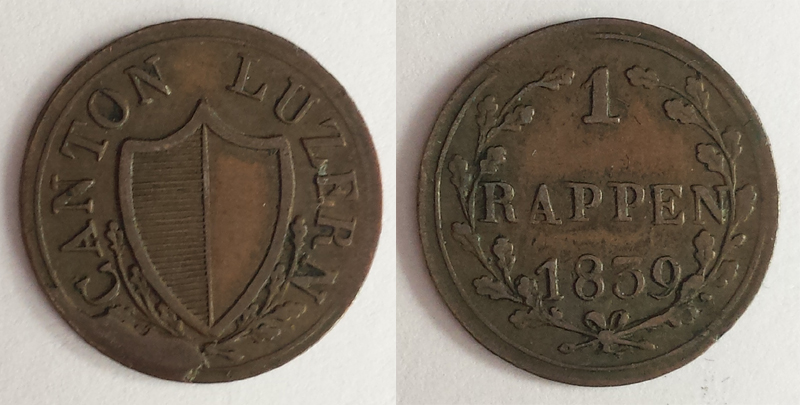 CANTON LUZERN
1
RAPPEN
1839